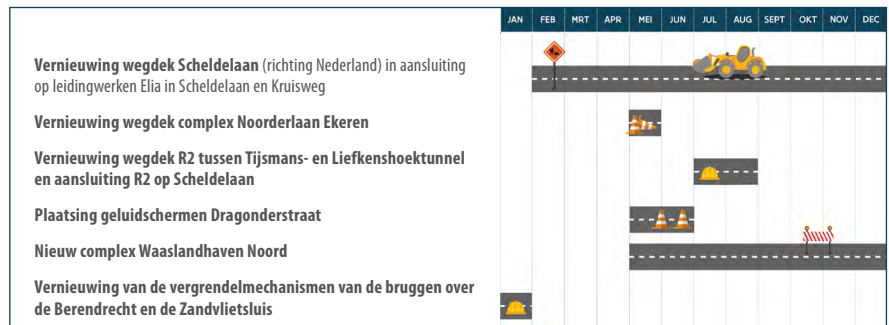 JAN FEB MRT APR MEI JUN JUL AUG SEPT OKT NOV DEC
Vernieuwing wegdek Scheldelaan (richting Nederland) in aansluiting
op leidingwerken Elia in Scheldelaan en Kruisweg
Vernieuwing wegdek complex Noorderlaan Ekeren
Vernieuwing wegdek R2 tussen Tijsmans- en Liefkenshoektunnel
en aansluiting R2 op Scheldelaan
Plaatsing geluidschermen Dragonderstraat
Nieuw complex Waaslandhaven Noord
Vernieuwing van de vergrendelmechanismen van de bruggen over
de Berendrecht en de Zandvlietsluis